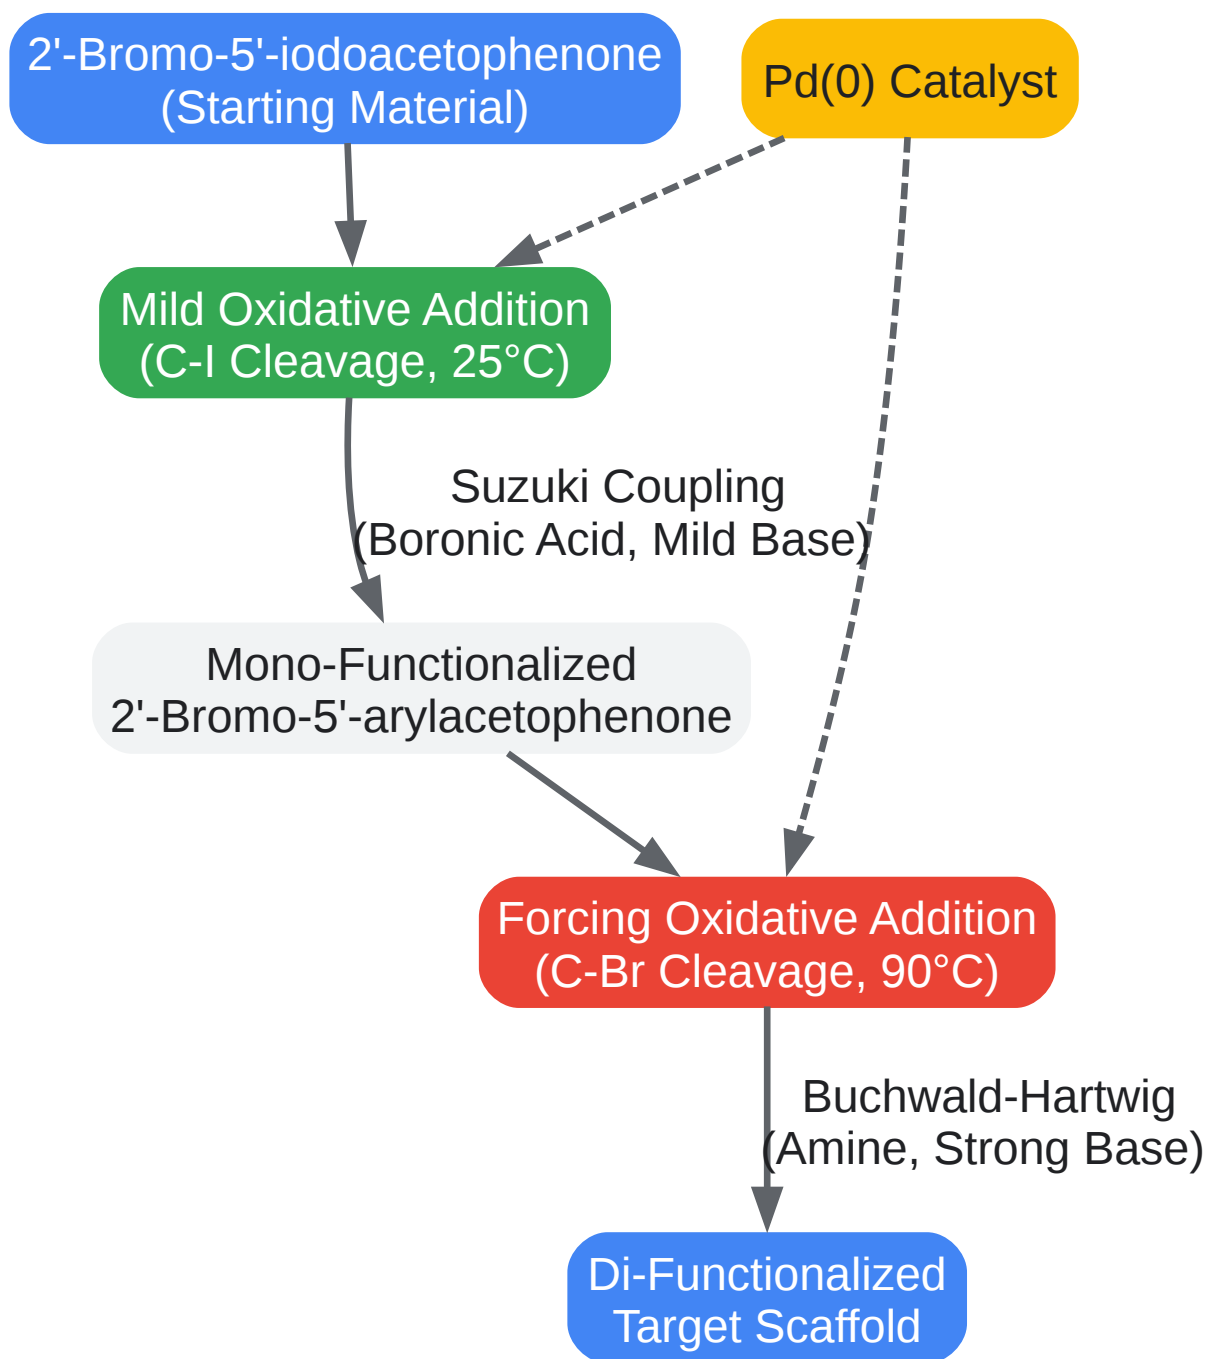 2'-Bromo-5'-iodoacetophenone
(Starting Material)
Pd(0) Catalyst
Mild Oxidative Addition
(C-I Cleavage, 25°C)
Suzuki Coupling
(Boronic Acid, Mild Base)
Mono-Functionalized
2'-Bromo-5'-arylacetophenone
Forcing Oxidative Addition
(C-Br Cleavage, 90°C)
Buchwald-Hartwig
(Amine, Strong Base)
Di-Functionalized
Target Scaffold